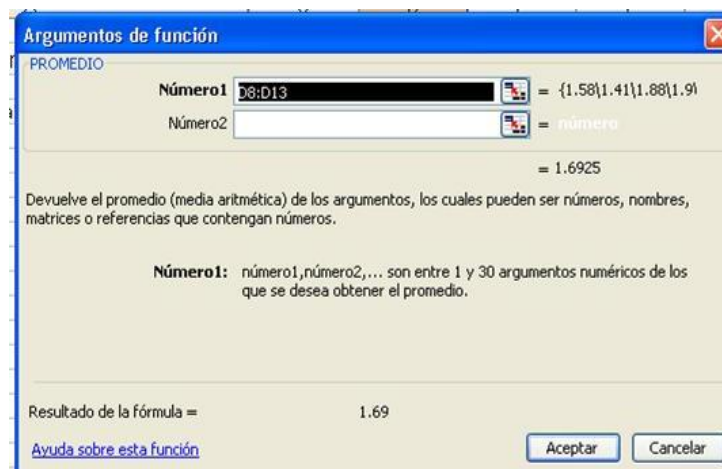 Argumentos de función
PROMEDIO
Número1 D8:D13 = {1.58\1.41\1.88\1.9\
Número2 = número
= 1.6925
Devuelve el promedio (media aritmética) de los argumentos, los cuales pueden ser números, nombres,
matrices o referencias que contengan números.
Número1: número1,número2,... son entre 1 y 30 argumentos numéricos de los
que se desea obtener el promedio.
Resultado de la fórmula = 1.69
Ayuda sobre esta función Aceptar Cancelar